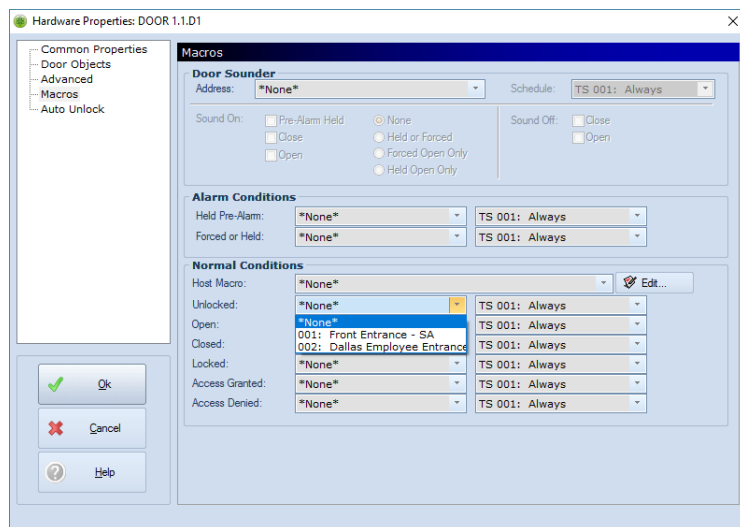 Hardware Properties: DOOR 1.1.D1
Common Properties
Door Objects
Advanced
Macros
Auto Unlock
Ok
Cancel
Help
Macros
Door Sounder
Address: *None* Schedule: TS 001: Always
Sound On: Pre-Alarm Held None Sound Off: Close
Close Held or Forced Open
Open Forced Open Only
Held Open Only
Alarm Conditions
Held Pre-Alarm: *None* TS 001: Always
Forced or Held: *None* TS 001: Always
Normal Conditions
Host Macro: *None* Edit...
Unlocked: *None* TS 001: Always
Open: *None* TS 001: Always
001: Front Entrance - SA
Closed: 002: Dallas Employee Entrance TS 001: Always
Locked: *None* TS 001: Always
Access Granted: *None* TS 001: Always
Access Denied: *None* TS 001: Always